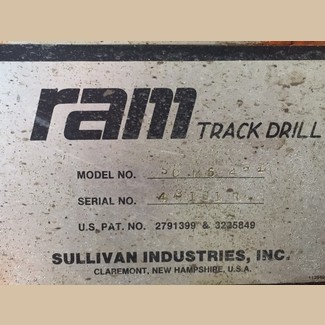 ram TRACK DRILL
MODEL NO.
SERIAL NO.
U.S. PAT. NO. 2791399 & 3235849
SULLIVAN INDUSTRIES, INC.
CLAREMONT, NEW HAMPSHIRE, U.S.A.